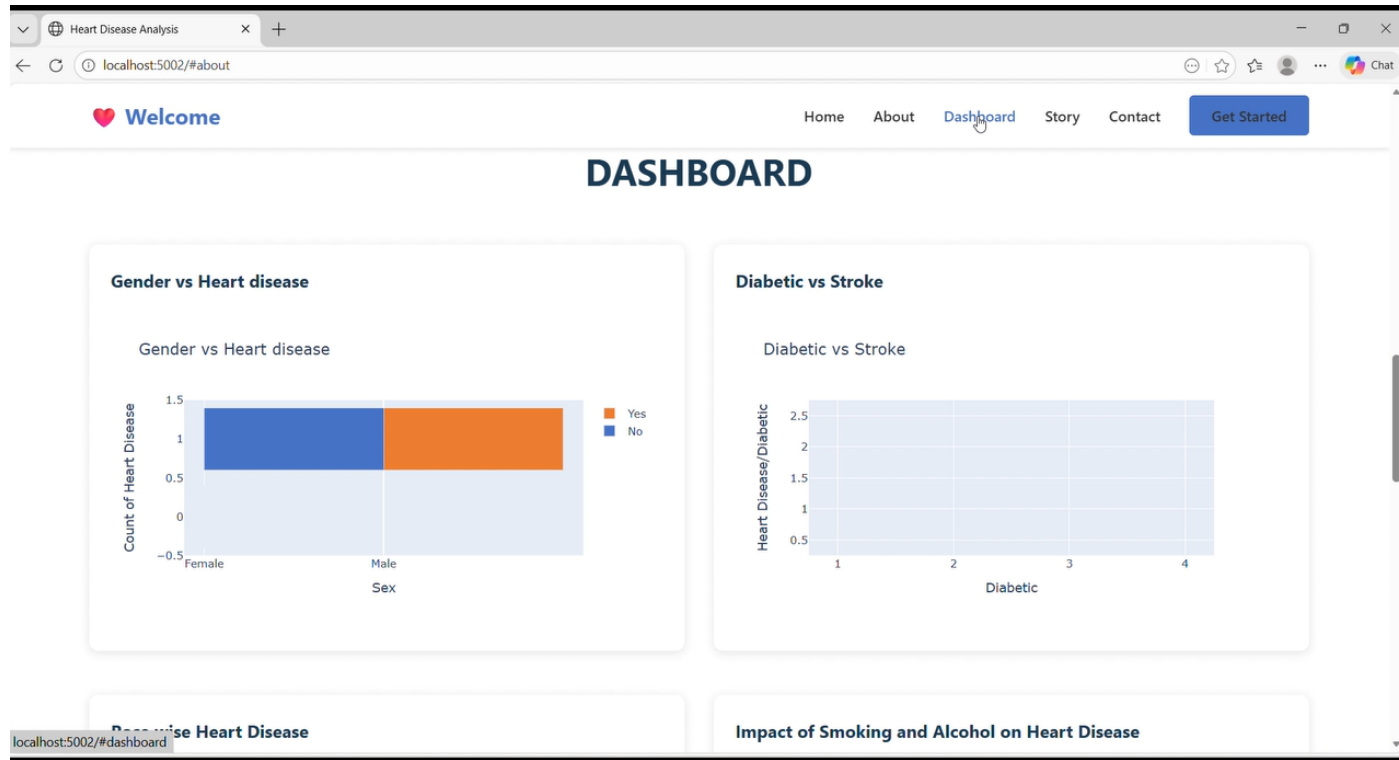 Heart Disease Analysis
localhost:5002/#about
Chat
Welcome
Home About Dashboard Story Contact Get Started
DASHBOARD
Gender vs Heart disease
Gender vs Heart disease
Count of Heart Disease
1.5
1
0.5
0
−0.5
Female Male
Sex
Yes
No
Diabetic vs Stroke
Diabetic vs Stroke
Heart Disease/Diabetic
2.5
2
1.5
1
0.5
1 2 3 4
Diabetic
wise Heart Disease
Impact of Smoking and Alcohol on Heart Disease
localhost:5002/#dashboard